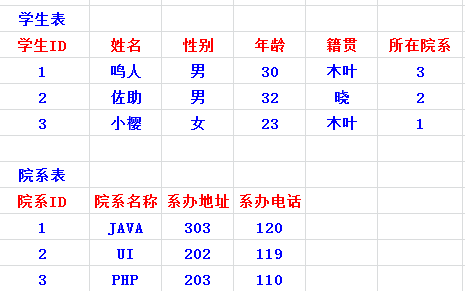 学生表
学生ID 姓名 性别 年龄 籍贯 所在院系
1 鸣人 男 30 木叶 3
2 佐助 男 32 晓 2
3 小樱 女 23 木叶 1
院系表
院系ID 院系名称 系办地址 系办电话
1 JAVA 303 120
2 UI 202 119
3 PHP 203 110